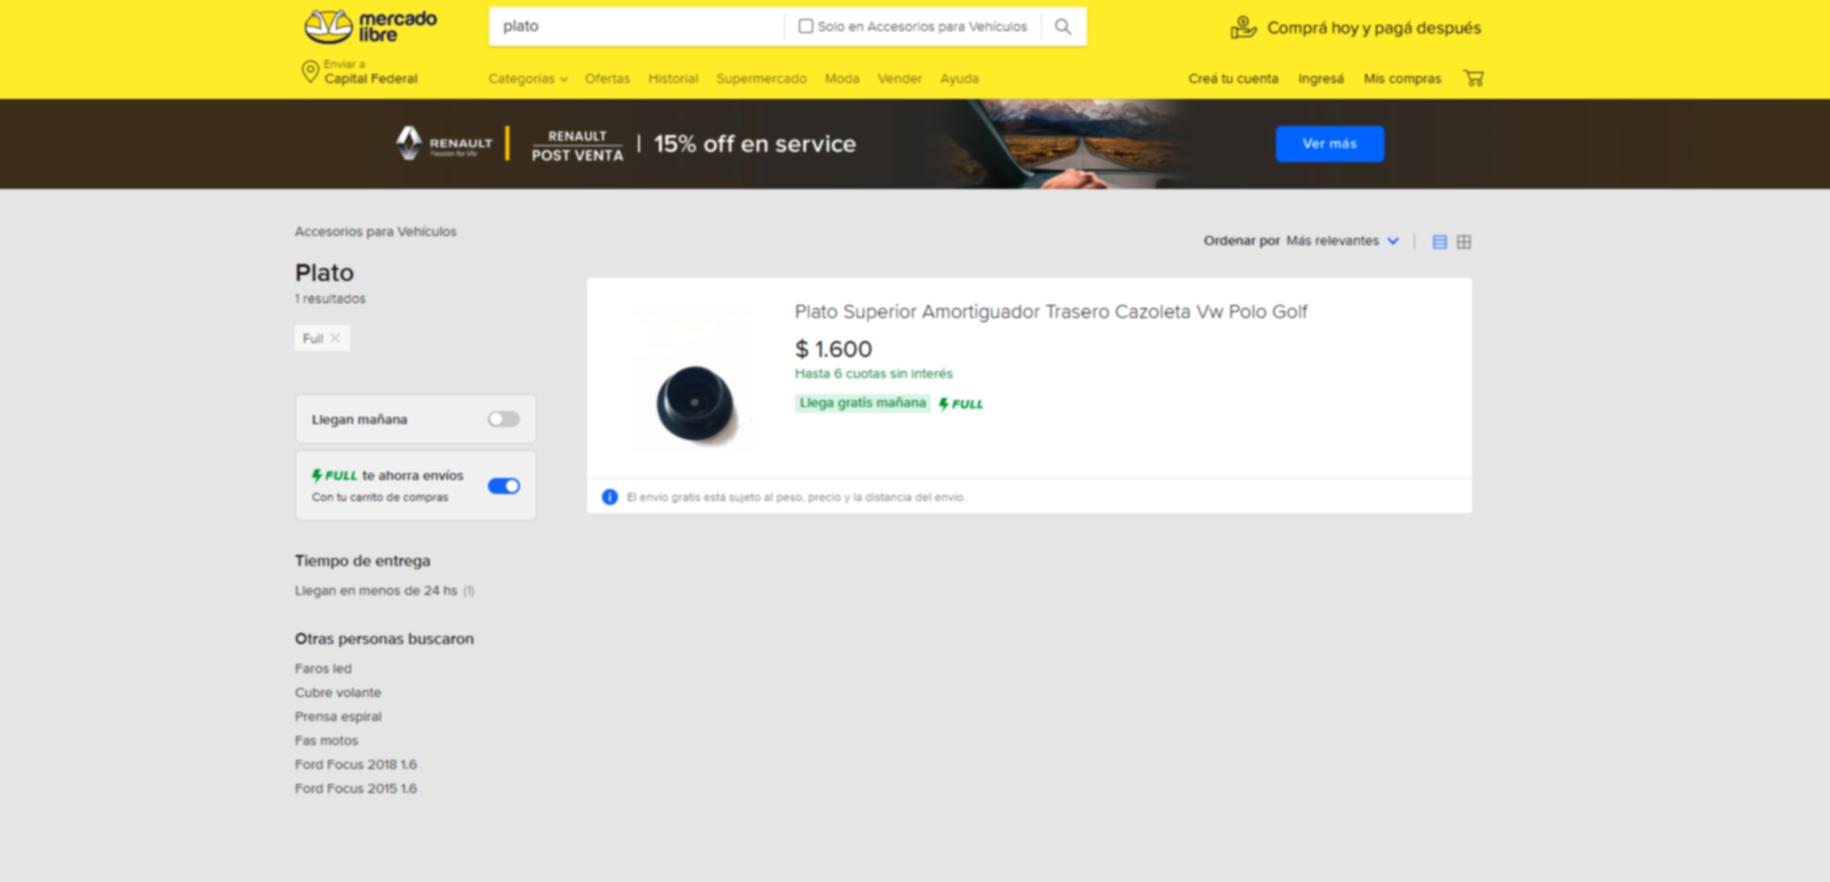 mercado
libre
plato
Solo en Accesorios para Vehículos
Comprá hoy y pagá después
Enviar a
Capital Federal
Categorías
Ofertas
Historial
Supermercado
Moda
Vender
Ayuda
Creá tu cuenta
Ingresá
Mis compras
RENAULT
Passion for life
RENAULT
POST VENTA
15% off en service
Ver más
Accesorios para Vehículos
Ordenar por Más relevantes
Plato
1 resultados
Full
Plato Superior Amortiguador Trasero Cazoleta Vw Polo Golf
$ 1.600
Hasta 6 cuotas sin interés
Llega gratis mañana FULL
Llegan mañana
FULL te ahorra envíos
Con tu carrito de compras
El envío gratis está sujeto al peso, precio y la distancia del envío.
Tiempo de entrega
Llegan en menos de 24 hs (1)
Otras personas buscaron
Faros led
Cubre volante
Prensa espiral
Fas motos
Ford Focus 2018 1.6
Ford Focus 2015 1.6